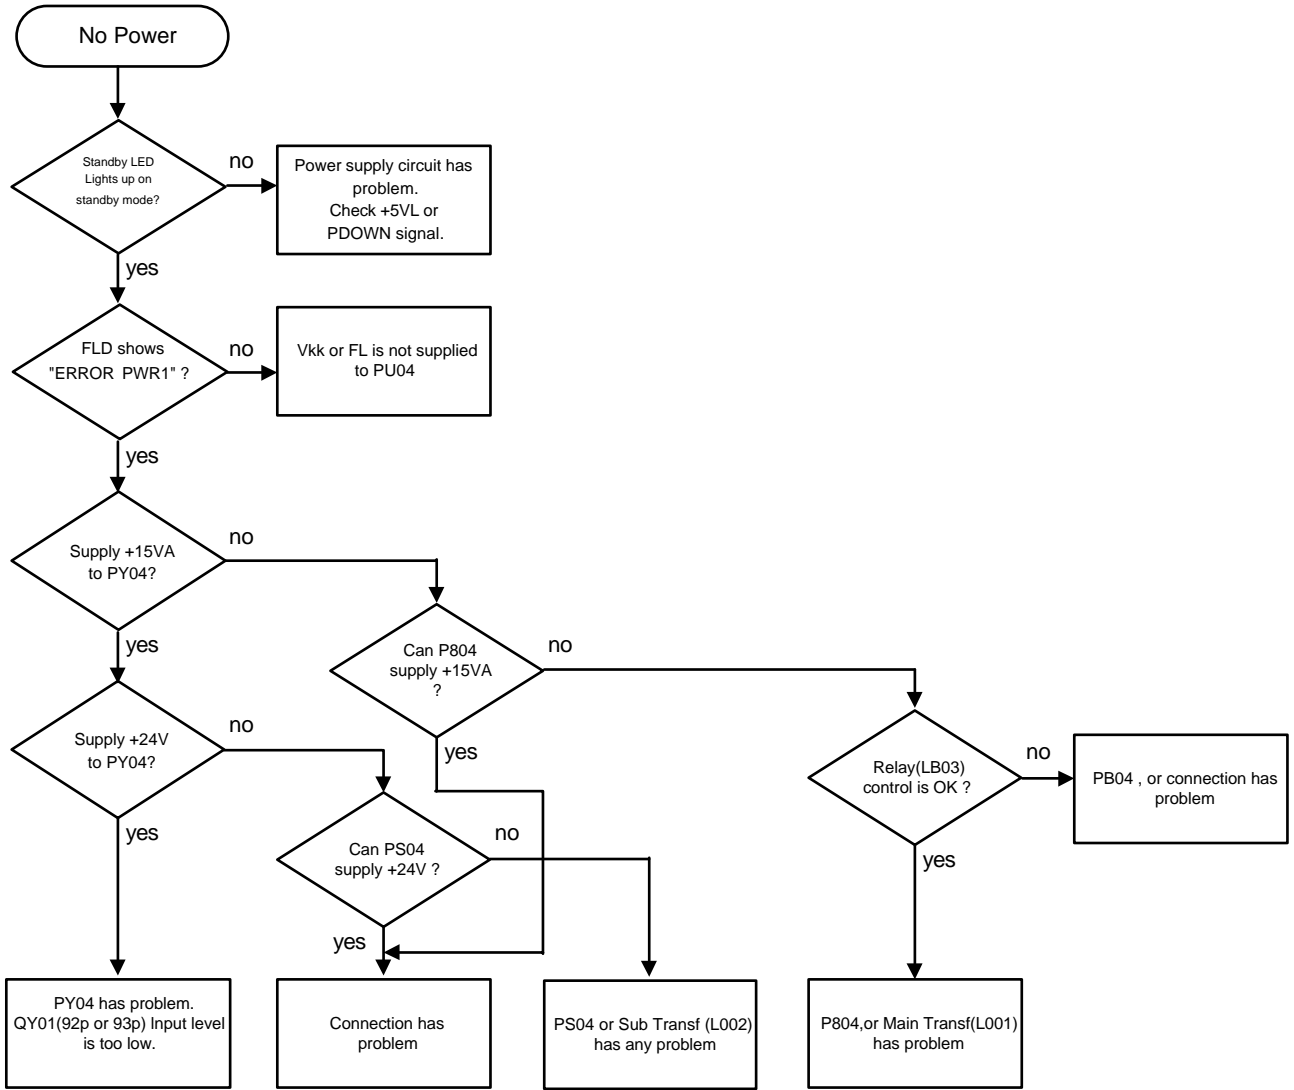 No Power
Standby LED
Lights up on
standby mode?
no
Power supply circuit has
problem.
Check +5VL or
PDOWN signal.
yes
FLD shows
"ERROR PWR1" ?
no
Vkk or FL is not supplied
to PU04
yes
Supply +15VA
to PY04?
no
yes
Can P804
supply +15VA
?
no
yes
Supply +24V
to PY04?
no
yes
Relay(LB03)
control is OK ?
no
PB04 , or connection has
problem
yes
Can PS04
supply +24V ?
no
yes
PY04 has problem.
QY01(92p or 93p) Input level
is too low.
Connection has
problem
PS04 or Sub Transf (L002)
has any problem
P804,or Main Transf(L001)
has problem